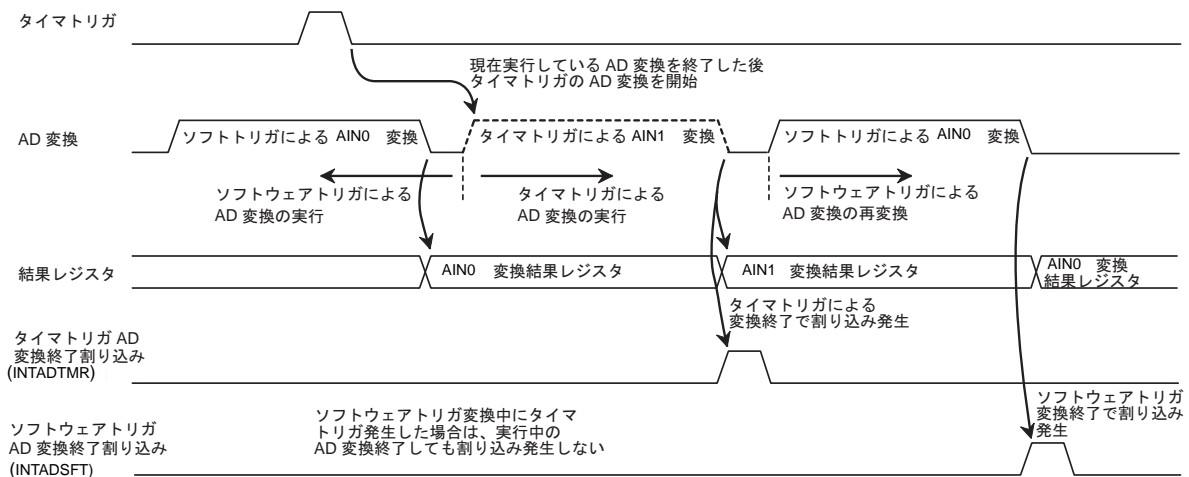 タイマトリガ
現在実行している AD 変換を終了した後
タイマトリガの AD 変換を開始
AD 変換
ソフトトリガによる AIN0 変換
タイマトリガによる AIN1 変換
ソフトトリガによる AIN0 変換
ソフトウェアトリガによる
AD 変換の実行
タイマトリガによる
AD 変換の実行
ソフトウェアトリガによる
AD 変換の再変換
結果レジスタ
AIN0 変換結果レジスタ
AIN1 変換結果レジスタ
AIN0 変換
結果レジスタ
タイマトリガによる
変換終了で割り込み発生
タイマトリガ AD
変換終了割り込み
(INTADTMR)
ソフトウェアトリガ
AD 変換終了割り込み
(INTADSFT)
ソフトウェアトリガ変換中にタイマ
トリガ発生した場合は、実行中の
AD 変換終了しても割り込み発生しない
ソフトウェアトリガ
変換終了で割り込み
発生